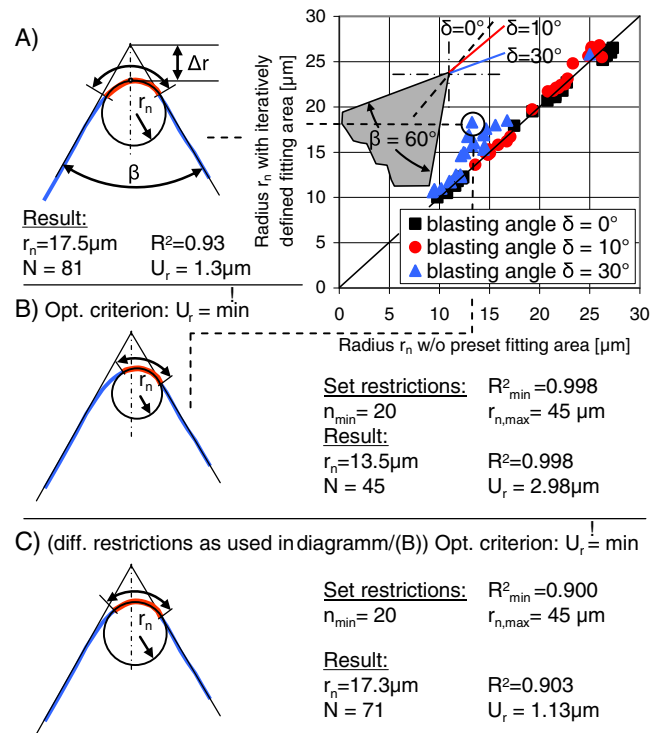 A)
Δr
rₙ
β
Result:
rₙ=17.5µm R²=0.93
N = 81 Uᵣ = 1.3µm
Radius rₙ with iteratively
defined fitting area [µm]
30
25
20
15
10
5
0
δ=0°
δ=10°
δ=30°
β = 60°
blasting angle δ = 0°
blasting angle δ = 10°
blasting angle δ = 30°
0 5 10 15 20 25 30
Radius rₙ w/o preset fitting area [µm]
B) Opt. criterion: Uᵣ = min
!
rₙ
Set restrictions: R²min =0.998
nmin = 20 rn,max = 45 µm
Result:
rₙ=13.5µm R²=0.998
N = 45 Uᵣ = 2.98µm
C) (diff. restrictions as used in diagramm/(B)) Opt. criterion: Uᵣ = min
!
rₙ
Set restrictions: R²min =0.900
nmin = 20 rn,max = 45 µm
Result:
rₙ=17.3µm R²=0.903
N = 71 Uᵣ = 1.13µm